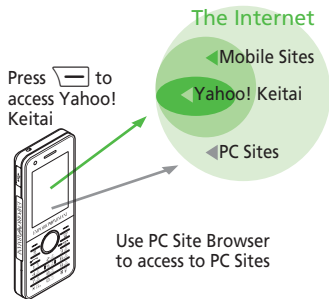 The Internet
Mobile Sites
Press to
access Yahoo!
Keitai
Yahoo! Keitai
PC Sites
Use PC Site Browser
to access to PC Sites